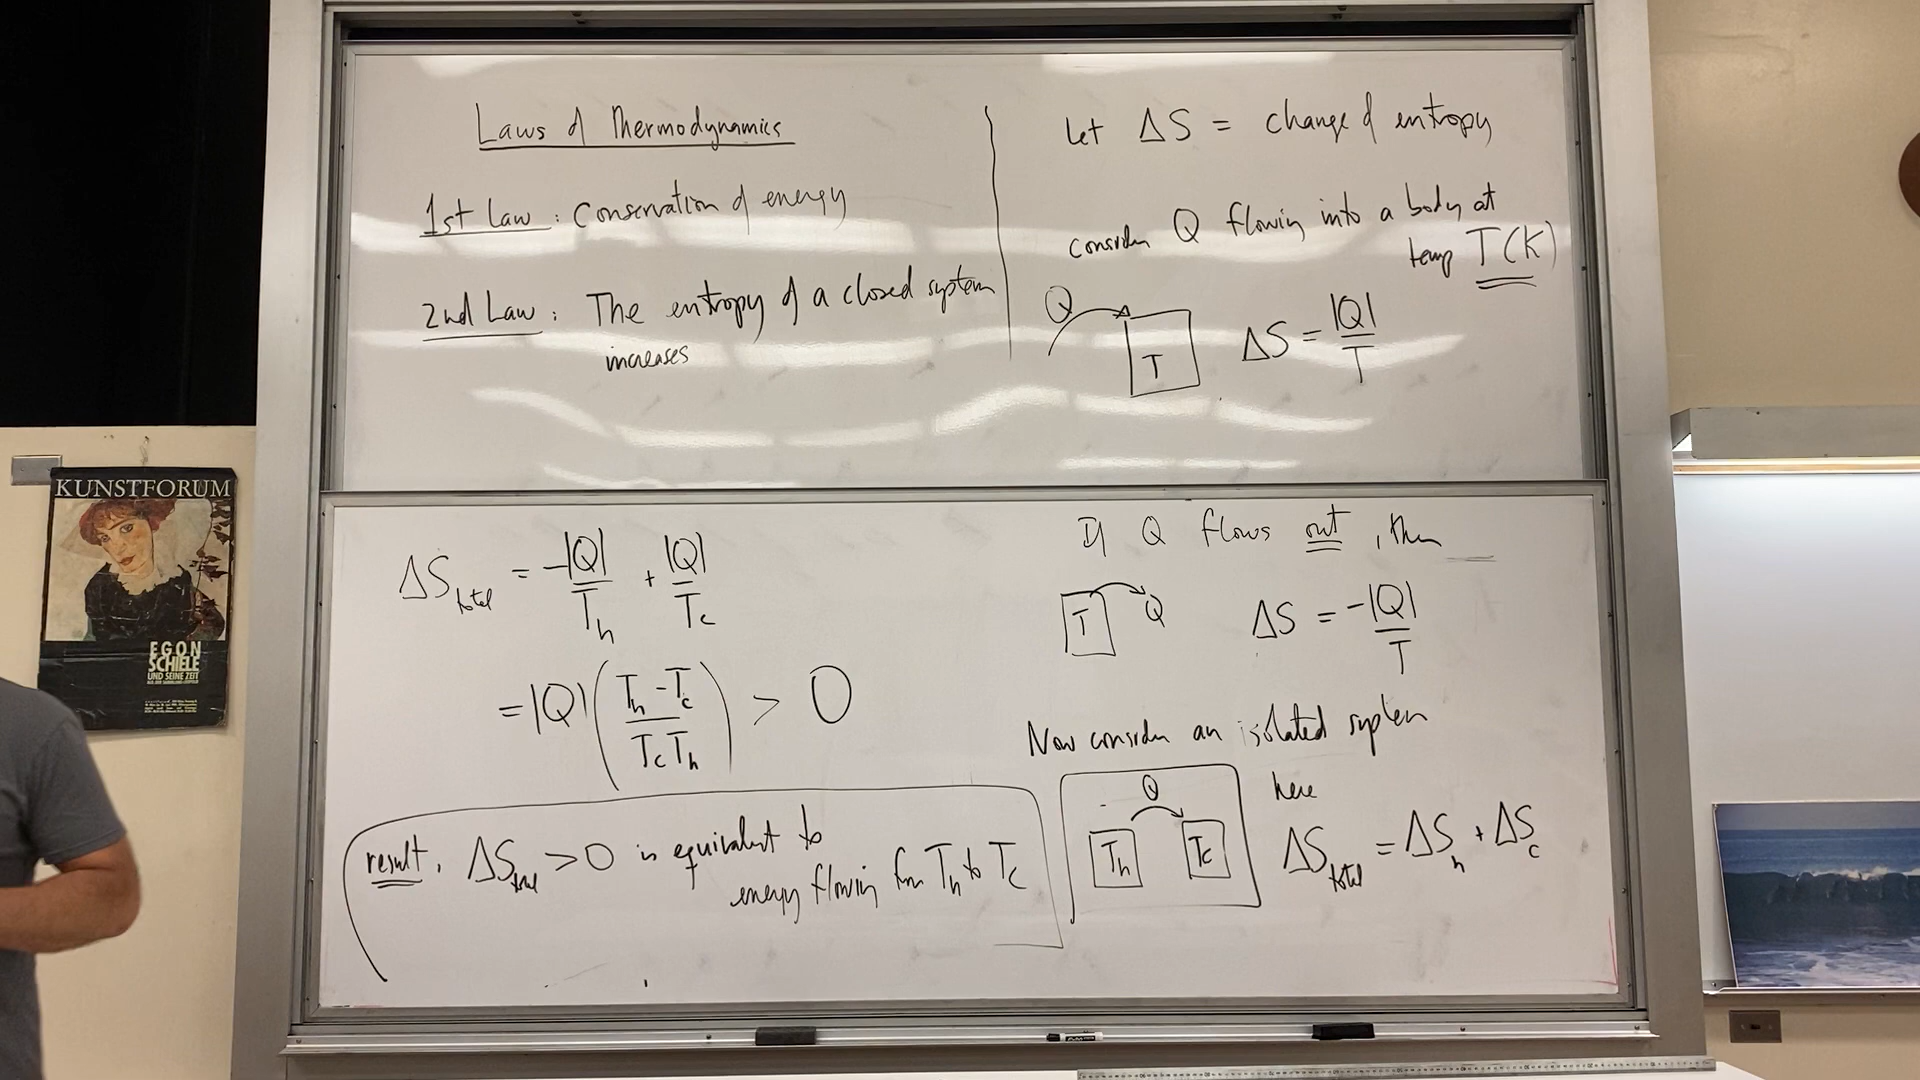 Laws of Thermodynamics
1st Law : Conservation of energy
2nd Law : The entropy of a closed system
increases
Let ΔS = change of entropy
consider Q flowing into a body at
temp T(K)
Q
T
ΔS = |Q|/T
If Q flows out, then
T Q
ΔS = -|Q|/T
Now consider an isolated system
Q
Th Tc
here
ΔS_total = ΔS_h + ΔS_c
ΔS_total = -|Q|/T_h + |Q|/T_c
= |Q| ( (T_h - T_c) / (T_c T_h) ) > 0
result. ΔS_total > 0 is equivalent to
energy flowing from T_h to T_c
KUNSTFORUM
EGON
SCHIELE
UND SEINE ZEIT